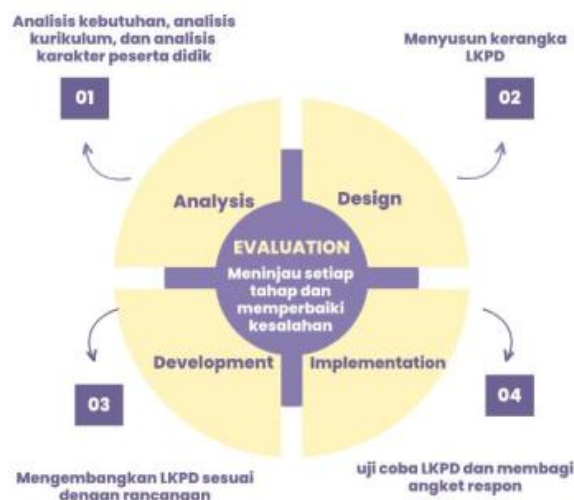 Analisis kebutuhan, analisis
kurikulum, dan analisis
karakter peserta didik
01
Menyusun kerangka
LKPD
02
Analysis
Design
EVALUATION
Meninjau setiap
tahap dan
memperbaiki
kesalahan
Development
Implementation
03
Mengembangkan LKPD sesuai
dengan rancangan
04
uji coba LKPD dan membagi
angket respon